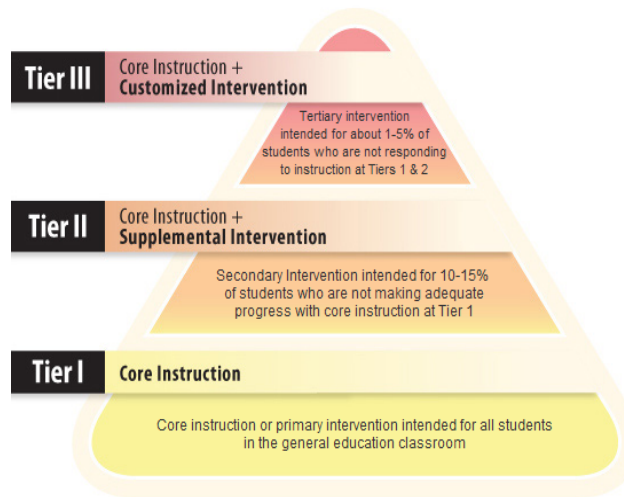 Tier III
Core Instruction +
Customized Intervention
Tertiary intervention
intended for about 1-5% of
students who are not responding
to instruction at Tiers 1 & 2
Tier II
Core Instruction +
Supplemental Intervention
Secondary Intervention intended for 10-15%
of students who are not making adequate
progress with core instruction at Tier 1
Tier I
Core Instruction
Core instruction or primary intervention intended for all students
in the general education classroom